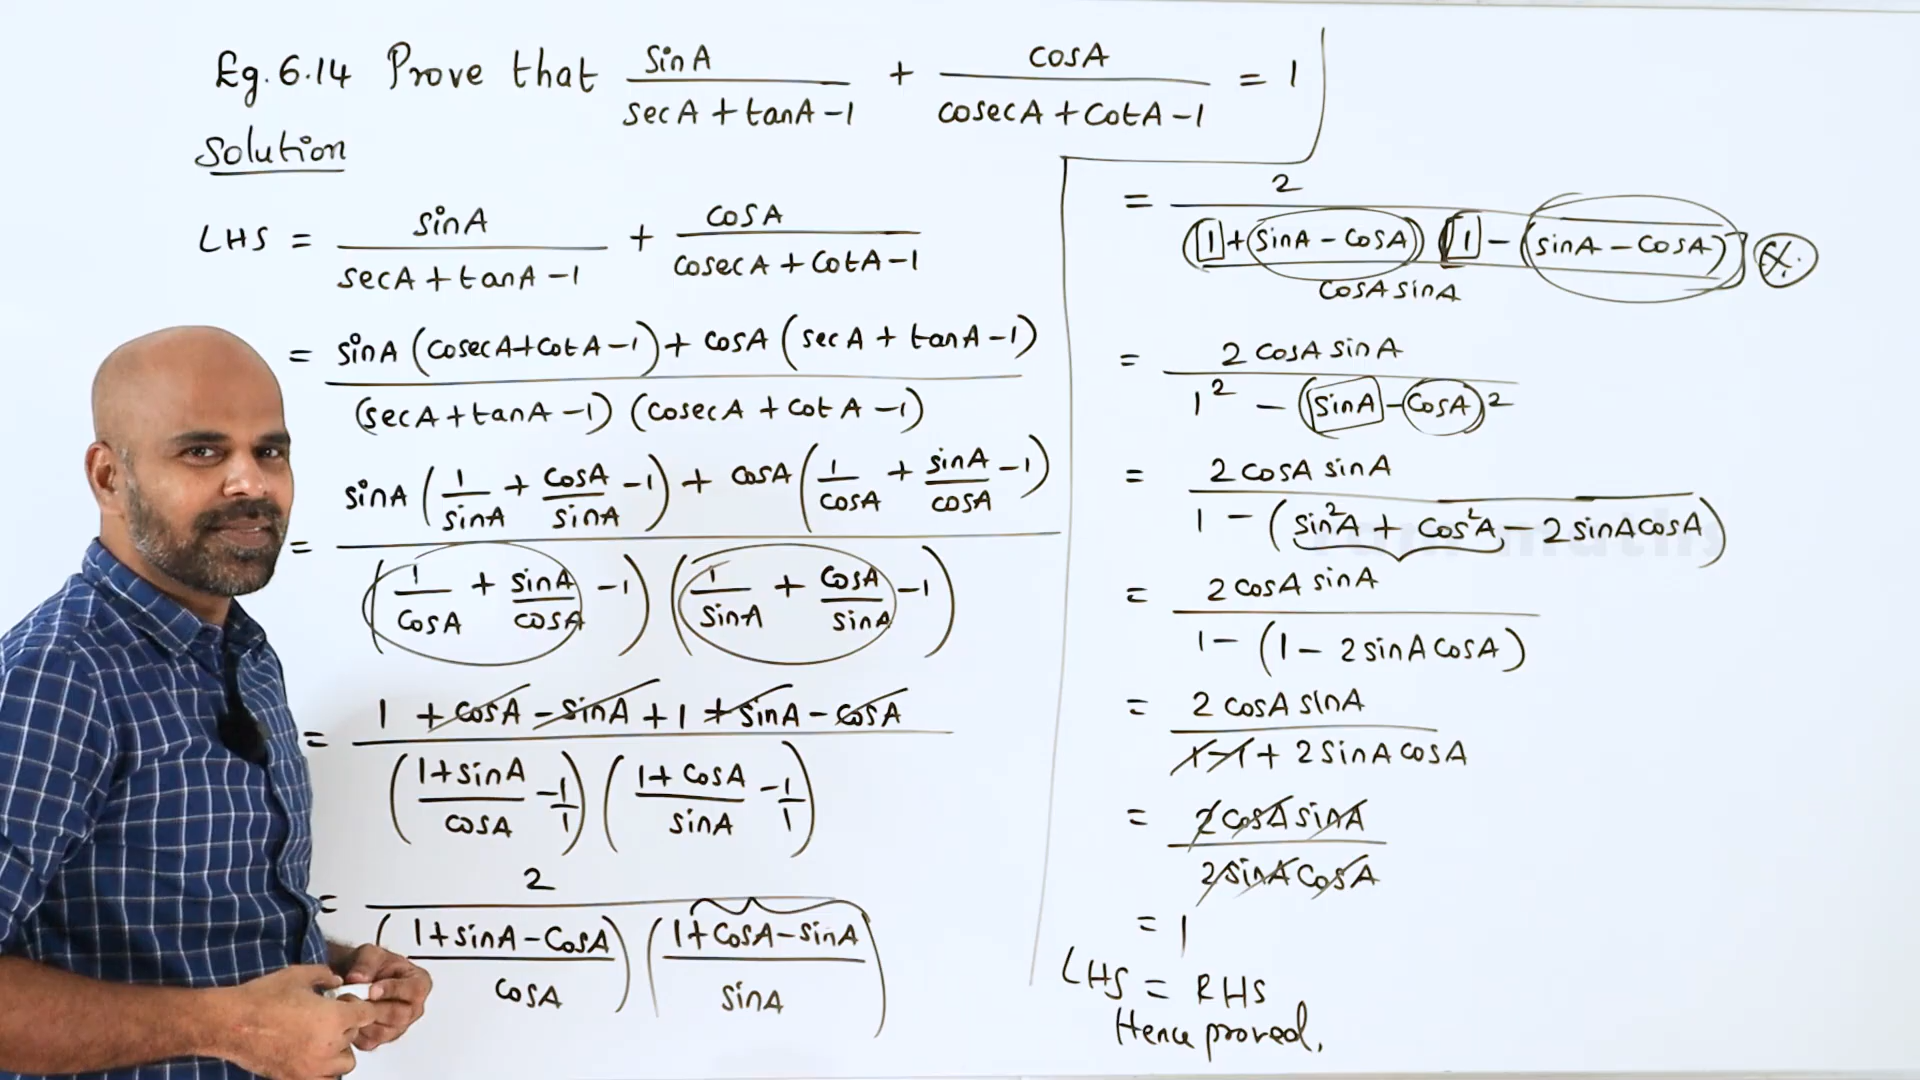 Eg. 6.14 Prove that sinA / (secA + tanA - 1) + cosA / (cosecA + cotA - 1) = 1
Solution
LHS = sinA / (secA + tanA - 1) + cosA / (cosecA + cotA - 1)
= [sinA (cosecA + cotA - 1) + cosA (secA + tanA - 1)] / [(secA + tanA - 1) (cosecA + cotA - 1)]
= [sinA (1/sinA + cosA/sinA - 1) + cosA (1/cosA + sinA/cosA - 1)] / [(1/cosA + sinA/cosA - 1) (1/sinA + cosA/sinA - 1)]
= [1 + cosA - sinA + 1 + sinA - cosA] / [((1 + sinA)/cosA - 1/1) ((1 + cosA)/sinA - 1/1)]
= 2 / [((1 + sinA - cosA)/cosA) ((1 + cosA - sinA)/sinA)]
= 2 / [(1 + (sinA - cosA)) [1 - (sinA - cosA)] / cosA sinA]
= 2 cosA sinA / [1² - (sinA - cosA)²]
= 2 cosA sinA / [1 - (sin²A + cos²A - 2 sinA cosA)]
= 2 cosA sinA / [1 - (1 - 2 sinA cosA)]
= 2 cosA sinA / [1 - 1 + 2 sinA cosA]
= 2 cosA sinA / 2 sinA cosA
= 1
LHS = RHS
Hence proved.